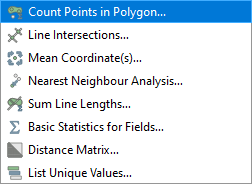 Count Points in Polygon...
Line Intersections...
Mean Coordinate(s)...
Nearest Neighbour Analysis...
Sum Line Lengths...
Basic Statistics for Fields...
Distance Matrix...
List Unique Values...